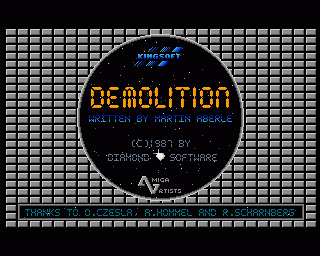 KINGSOFT
DEMOLITION
WRITTEN BY MARTIN ABERLE
(C)1987 BY
DIAMOND SOFTWARE
AMIGA
ARTISTS
THANKS TO O.CZESLA, A.HOMMEL AND R.SCHARNBERG